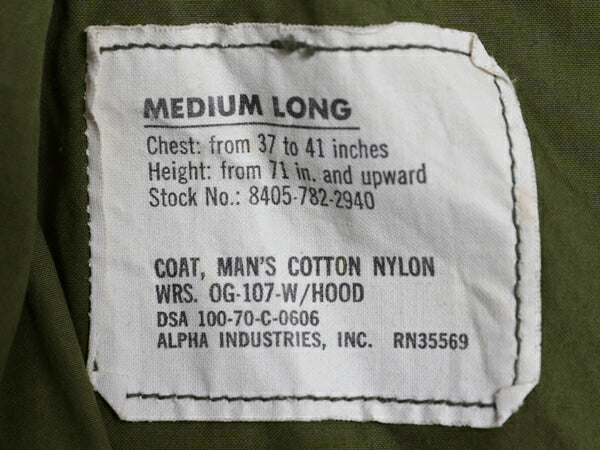 MEDIUM LONG
Chest: from 37 to 41 inches
Height: from 71 in. and upward
Stock No.: 8405-782-2940
COAT, MAN'S COTTON NYLON
WRS. OG-107-W/HOOD
DSA 100-70-C-0606
ALPHA INDUSTRIES, INC. RN35569